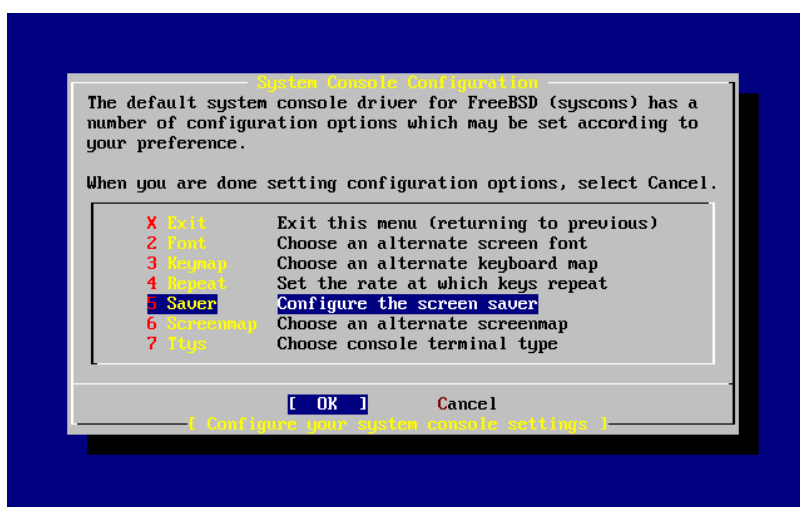 System Console Configuration
The default system console driver for FreeBSD (syscons) has a
number of configuration options which may be set according to
your preference.
When you are done setting configuration options, select Cancel.
X Exit Exit this menu (returning to previous)
2 Font Choose an alternate screen font
3 Keymap Choose an alternate keyboard map
4 Repeat Set the rate at which keys repeat
5 Saver Configure the screen saver
6 Screenmap Choose an alternate screenmap
7 Ttys Choose console terminal type
[ OK ] Cancel
[ Configure your system console settings ]